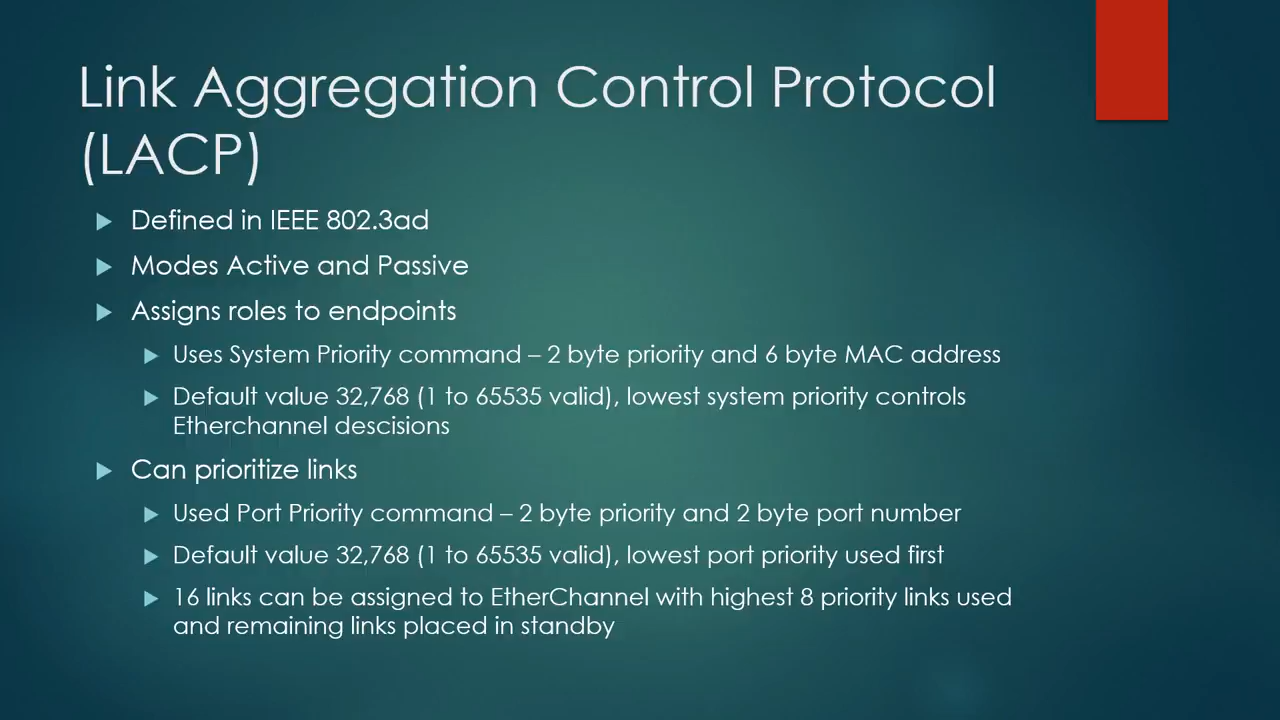 Link Aggregation Control Protocol
(LACP)
Defined in IEEE 802.3ad
Modes Active and Passive
Assigns roles to endpoints
Uses System Priority command – 2 byte priority and 6 byte MAC address
Default value 32,768 (1 to 65535 valid), lowest system priority controls
Etherchannel descisions
Can prioritize links
Used Port Priority command – 2 byte priority and 2 byte port number
Default value 32,768 (1 to 65535 valid), lowest port priority used first
16 links can be assigned to EtherChannel with highest 8 priority links used
and remaining links placed in standby